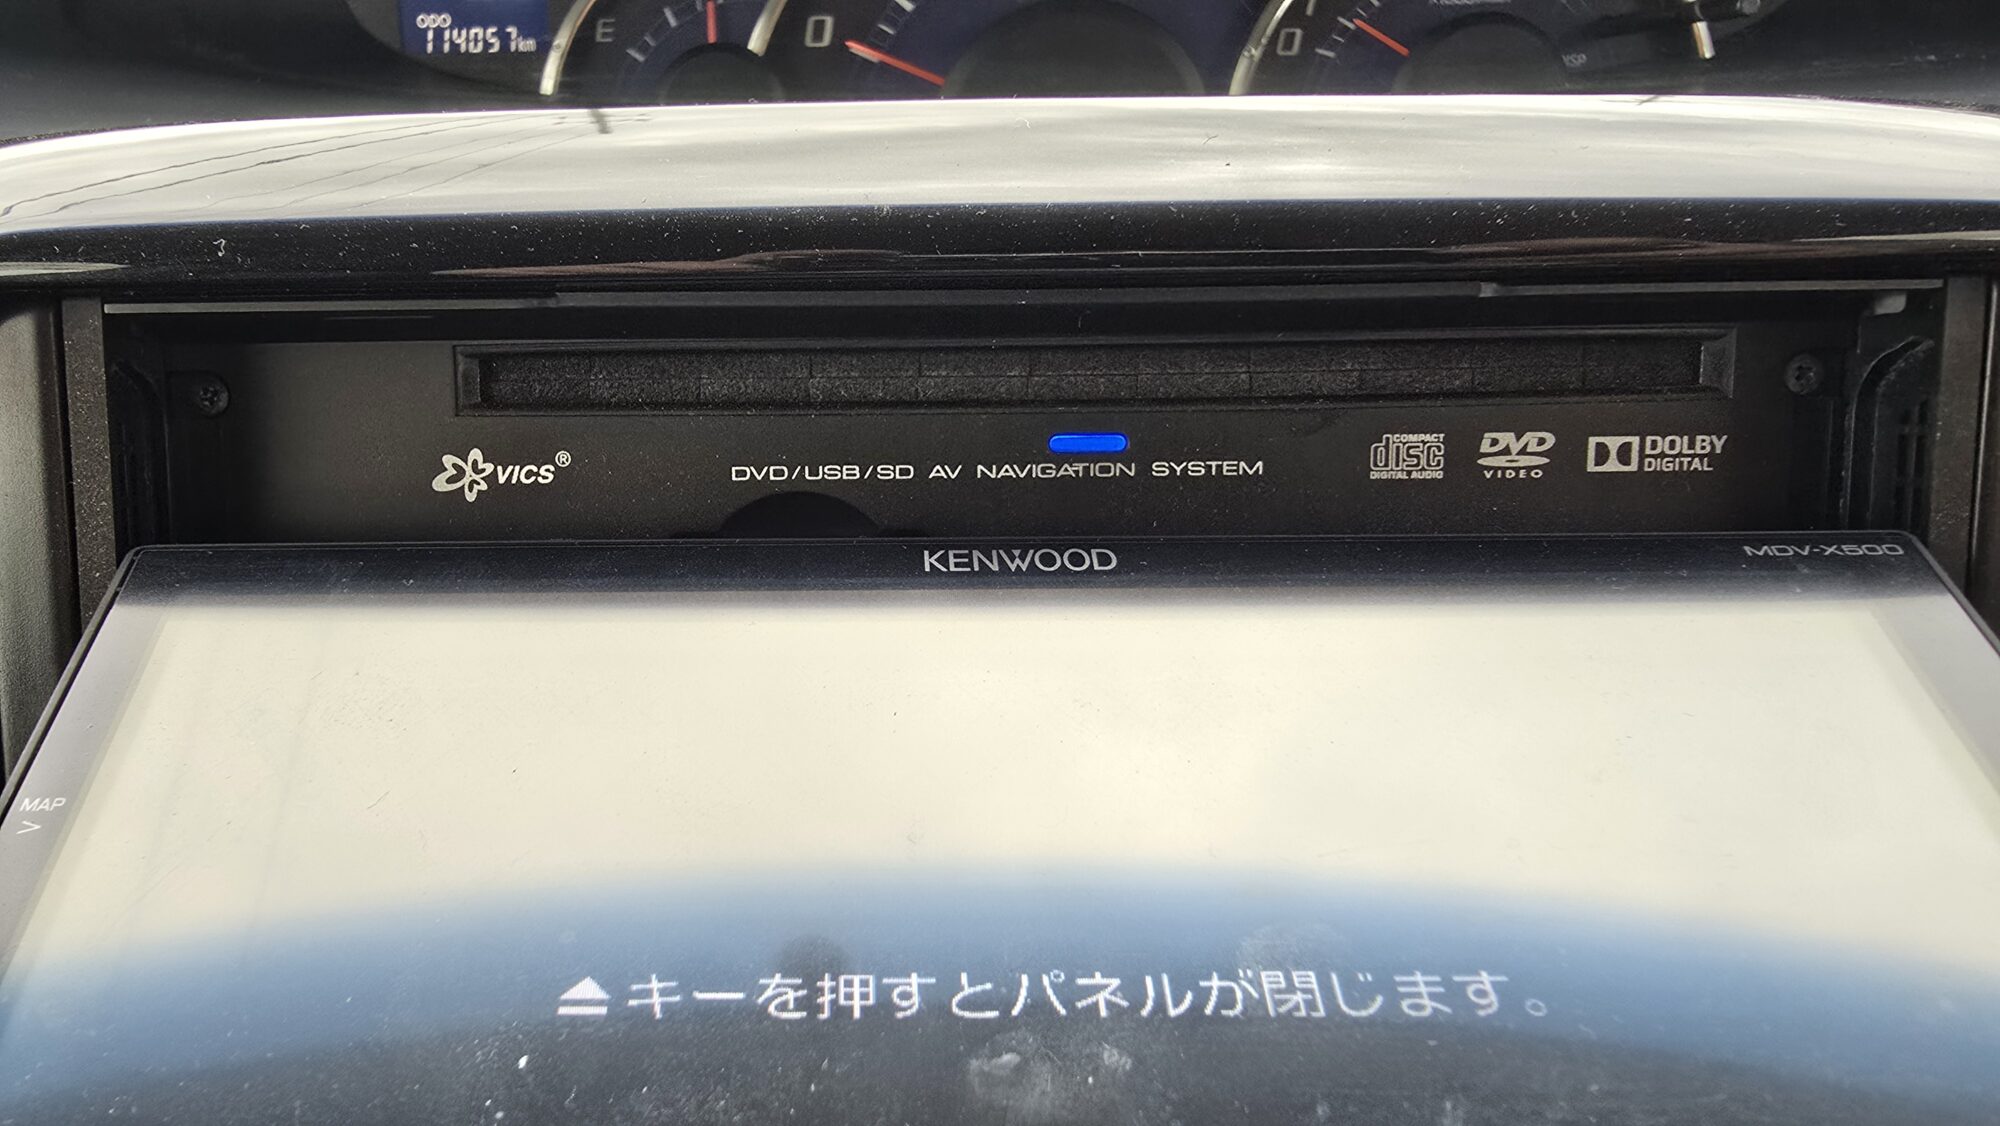 ODO
114057km
E
0
0
VICS®
DVD/USB/SD AV NAVIGATION SYSTEM
COMPACT
disc
DIGITAL AUDIO
DVD
VIDEO
DOLBY
DIGITAL
KENWOOD
MDV-X500
MAP
⏏キーを押すとパネルが閉じます。